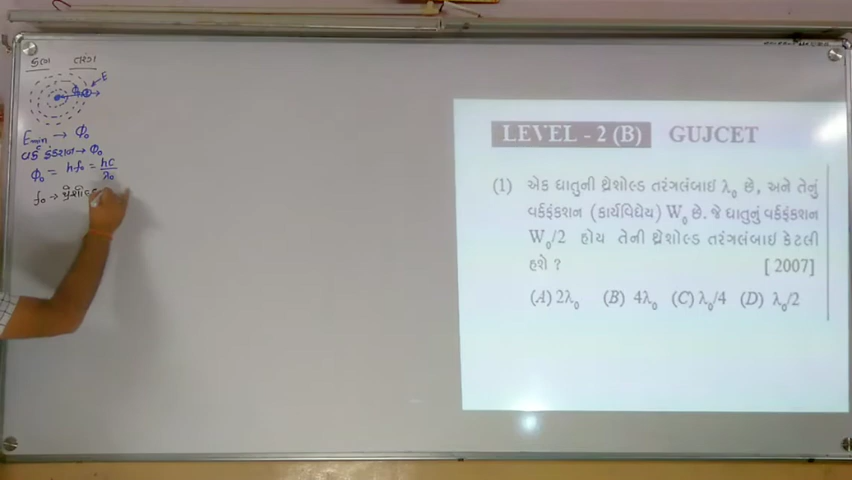 કણ તરંગ
E
Emin → Φ₀
વર્ક ફંકશન → Φ₀
Φ₀ = hf₀ = hc/λ₀
f₀ →
LEVEL - 2 (B) GUJCET
(1) એક ધાતુની થ્રેશોલ્ડ તરંગલંબાઇ λ₀ છે, અને તેનું
વર્કફંકશન (કાર્યવિધેય) W₀ છે. જે ધાતુનું વર્કફંકશન
W₀/2 હોય તેની થ્રેશોલ્ડ તરંગલંબાઇ કેટલી
હશે ? [ 2007]
(A) 2λ₀ (B) 4λ₀ (C) λ₀/4 (D) λ₀/2